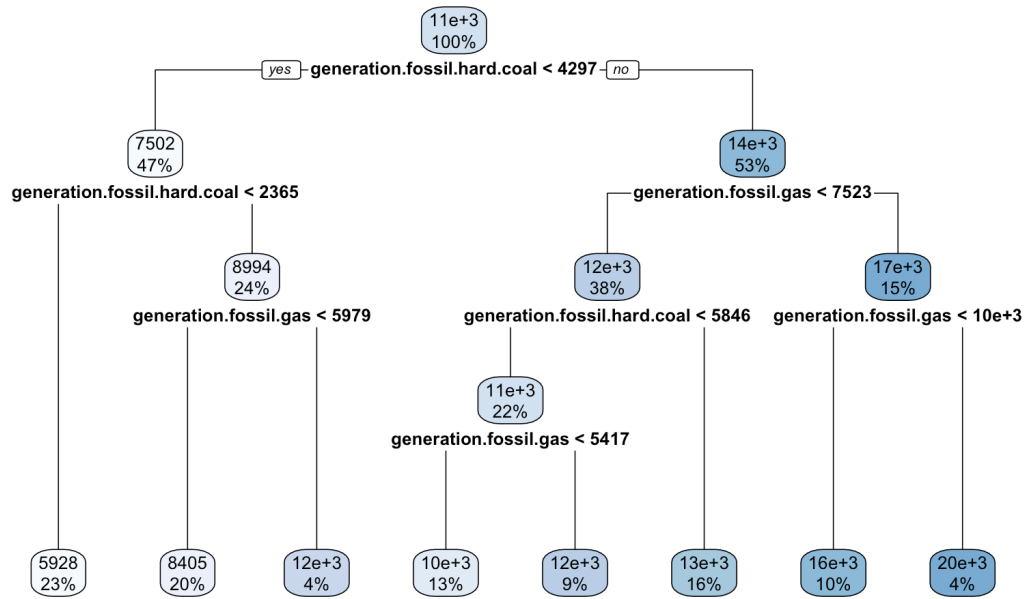 11e+3
100%
yes generation.fossil.hard.coal < 4297 no
7502
47%
14e+3
53%
generation.fossil.hard.coal < 2365
generation.fossil.gas < 7523
8994
24%
12e+3
38%
17e+3
15%
generation.fossil.gas < 5979
generation.fossil.hard.coal < 5846
generation.fossil.gas < 10e+3
11e+3
22%
generation.fossil.gas < 5417
5928
23%
8405
20%
12e+3
4%
10e+3
13%
12e+3
9%
13e+3
16%
16e+3
10%
20e+3
4%